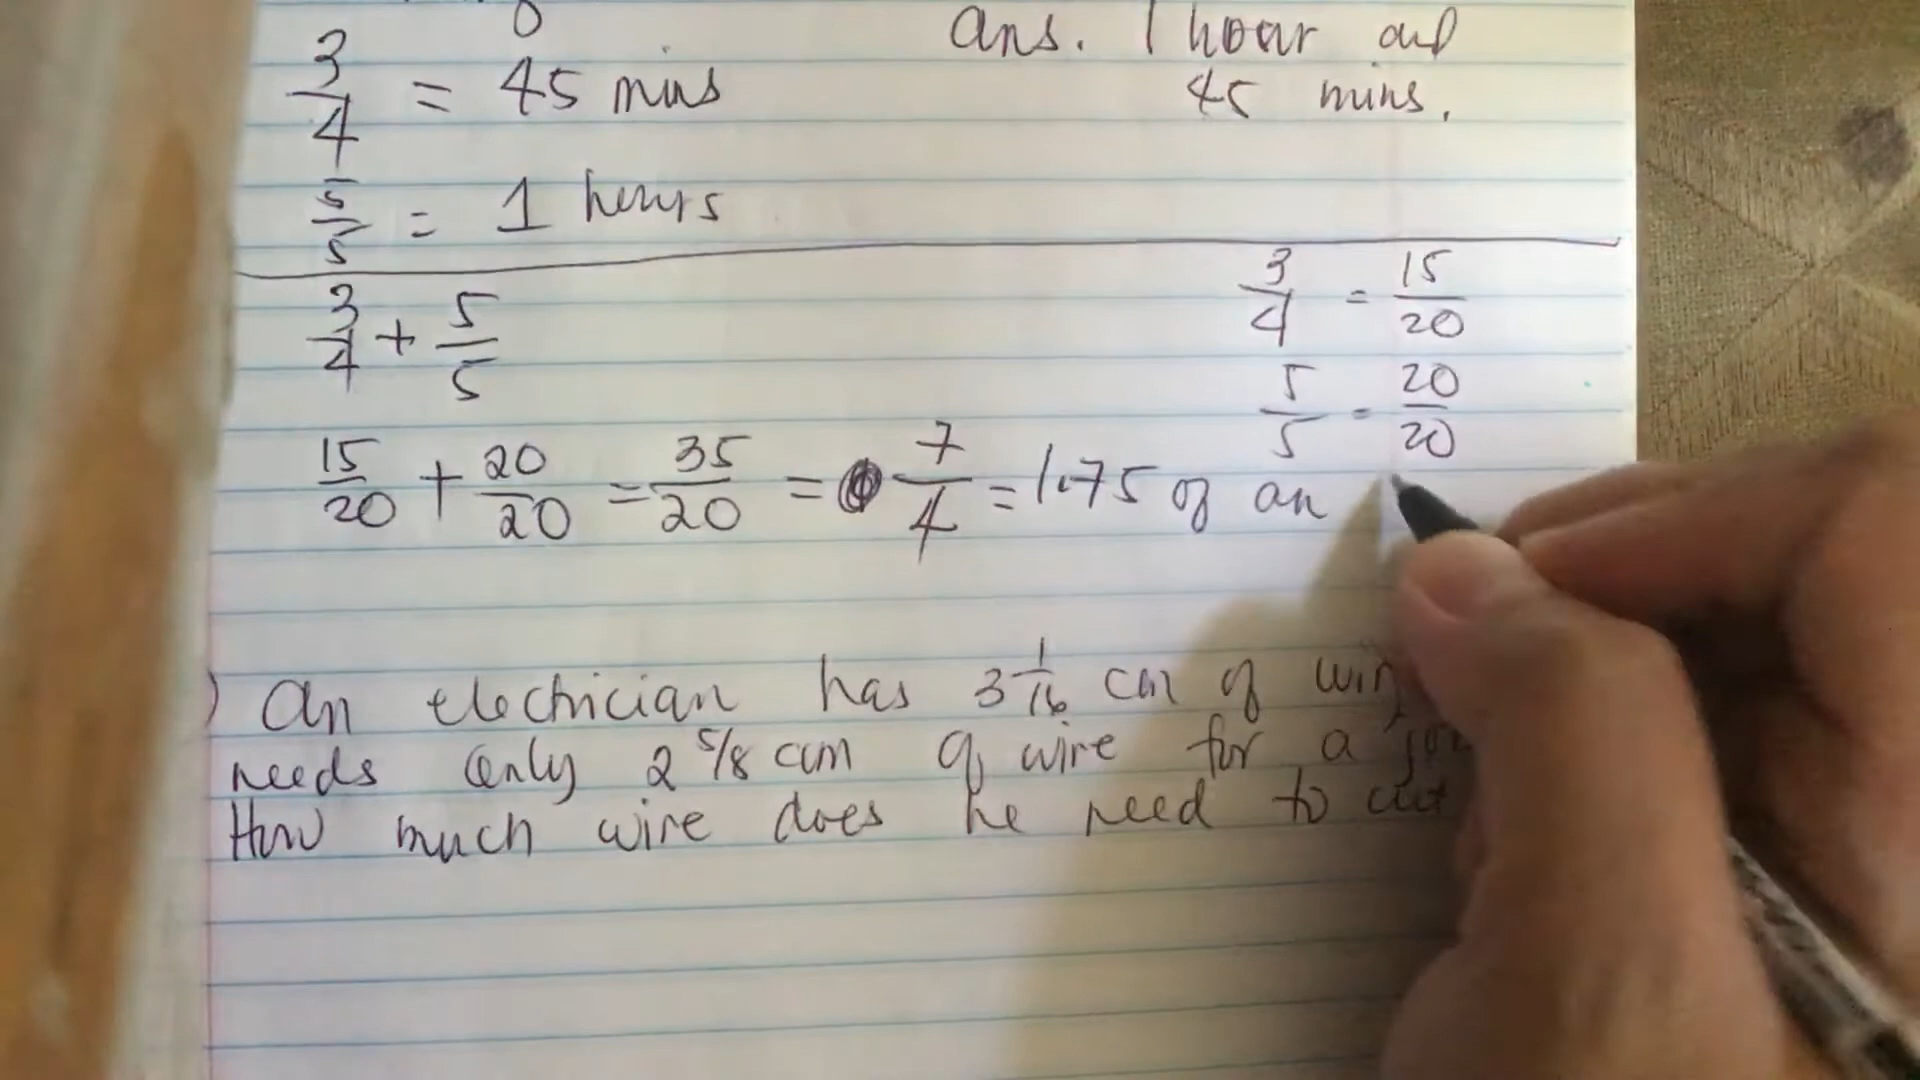 Ans. 1 hour and
3/4 = 45 mins
45 mins.
5/5 = 1 hours
3/4 = 15/20
3/4 + 5/5
5/5 = 20/20
15/20 + 20/20 = 35/20 = 7/4 = 1.75 of an
) An electrician has 3 1/16 cm of
needs only 2 5/8 cm of wire for a
How much wire does he need to cut